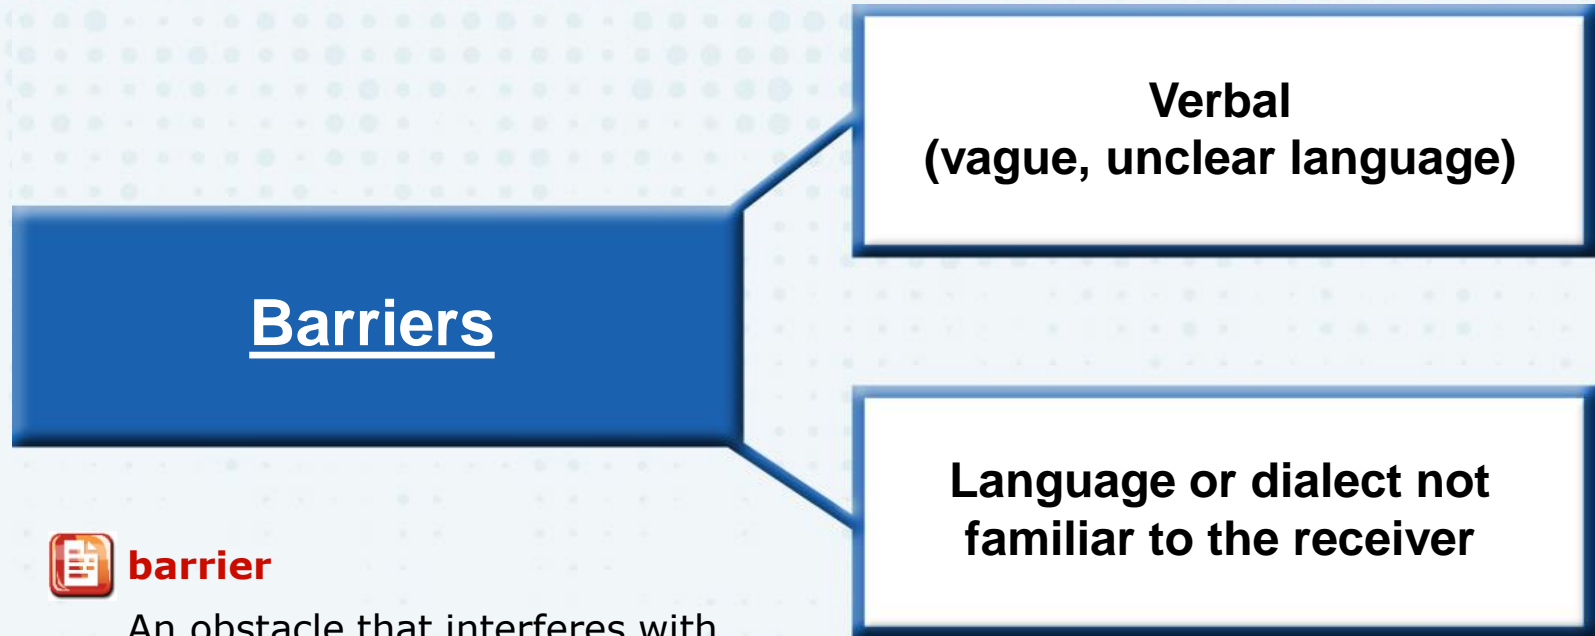 Verbal
(vague, unclear language)
Barriers
Language or dialect not
familiar to the receiver
barrier
An obstacle that interferes with